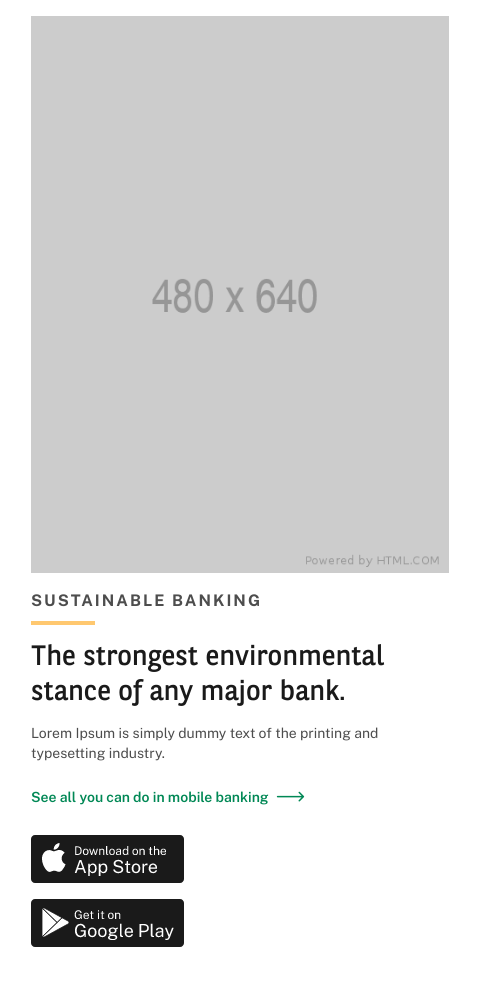 480 x 640
Powered by HTML.COM
SUSTAINABLE BANKING
The strongest environmental
stance of any major bank.
Lorem Ipsum is simply dummy text of the printing and
typesetting industry.
See all you can do in mobile banking
Download on the
App Store
Get it on
Google Play